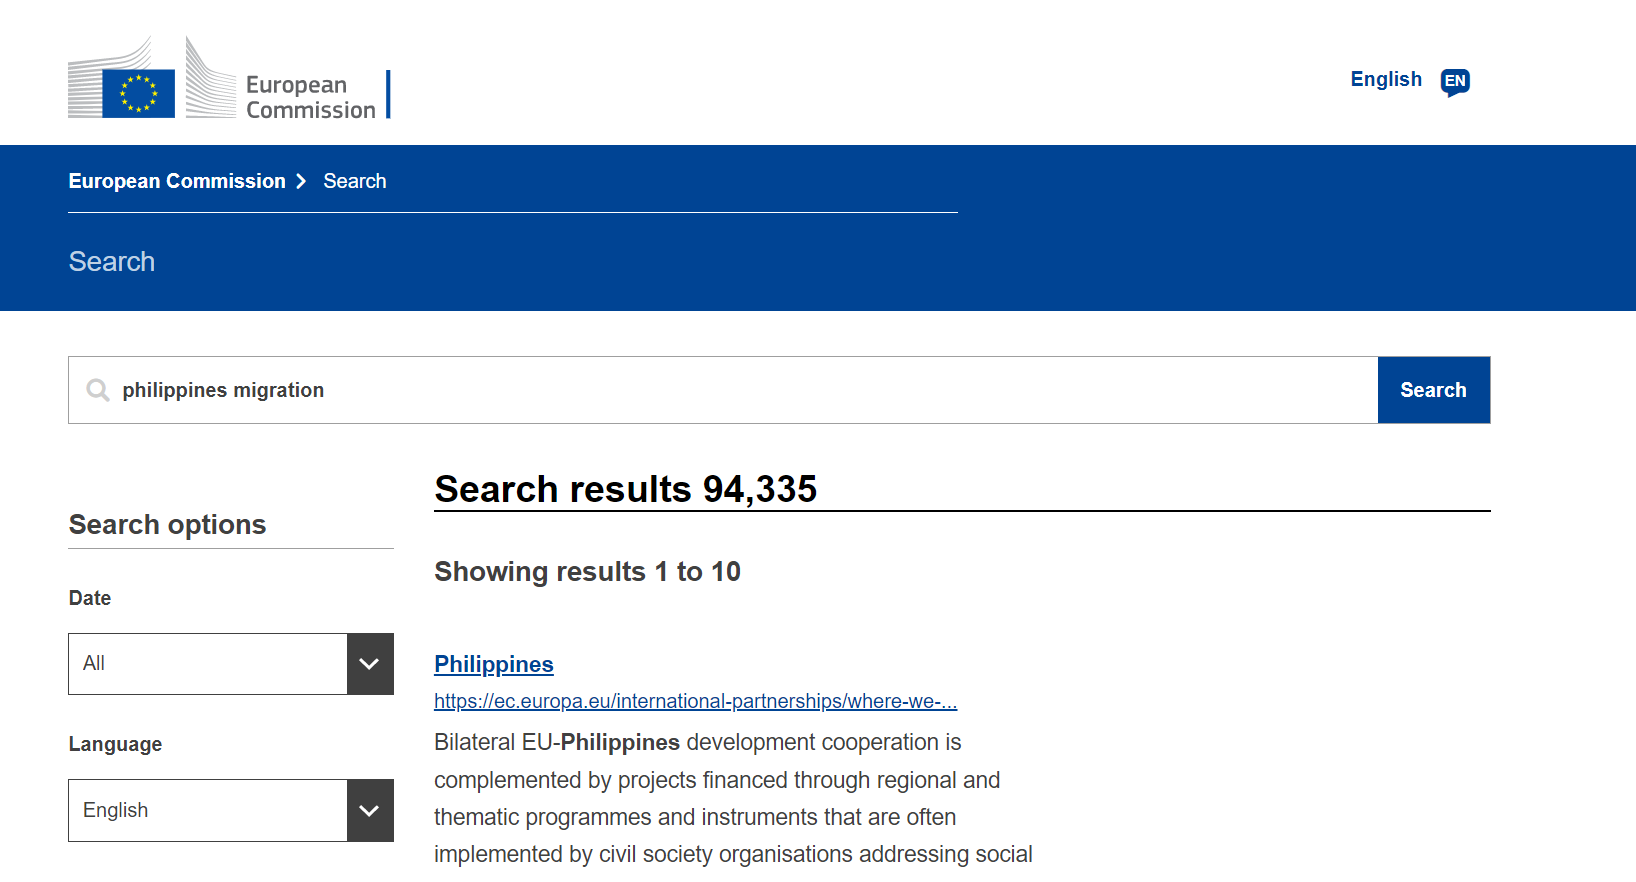 European
Commission
English EN
European Commission Search
Search
philippines migration
Search
Search results 94,335
Search options
Showing results 1 to 10
Date
All
Philippines
https://ec.europa.eu/international-partnerships/where-we-...
Language
Bilateral EU-Philippines development cooperation is
complemented by projects financed through regional and
English
thematic programmes and instruments that are often
implemented by civil society organisations addressing social